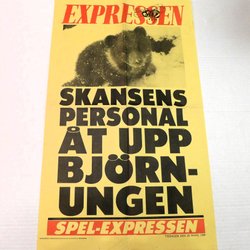 EXPRESSEN
SKANSENS
PERSONAL
ÅT UPP
BJÖRN-
UNGEN
SPEL-EXPRESSEN